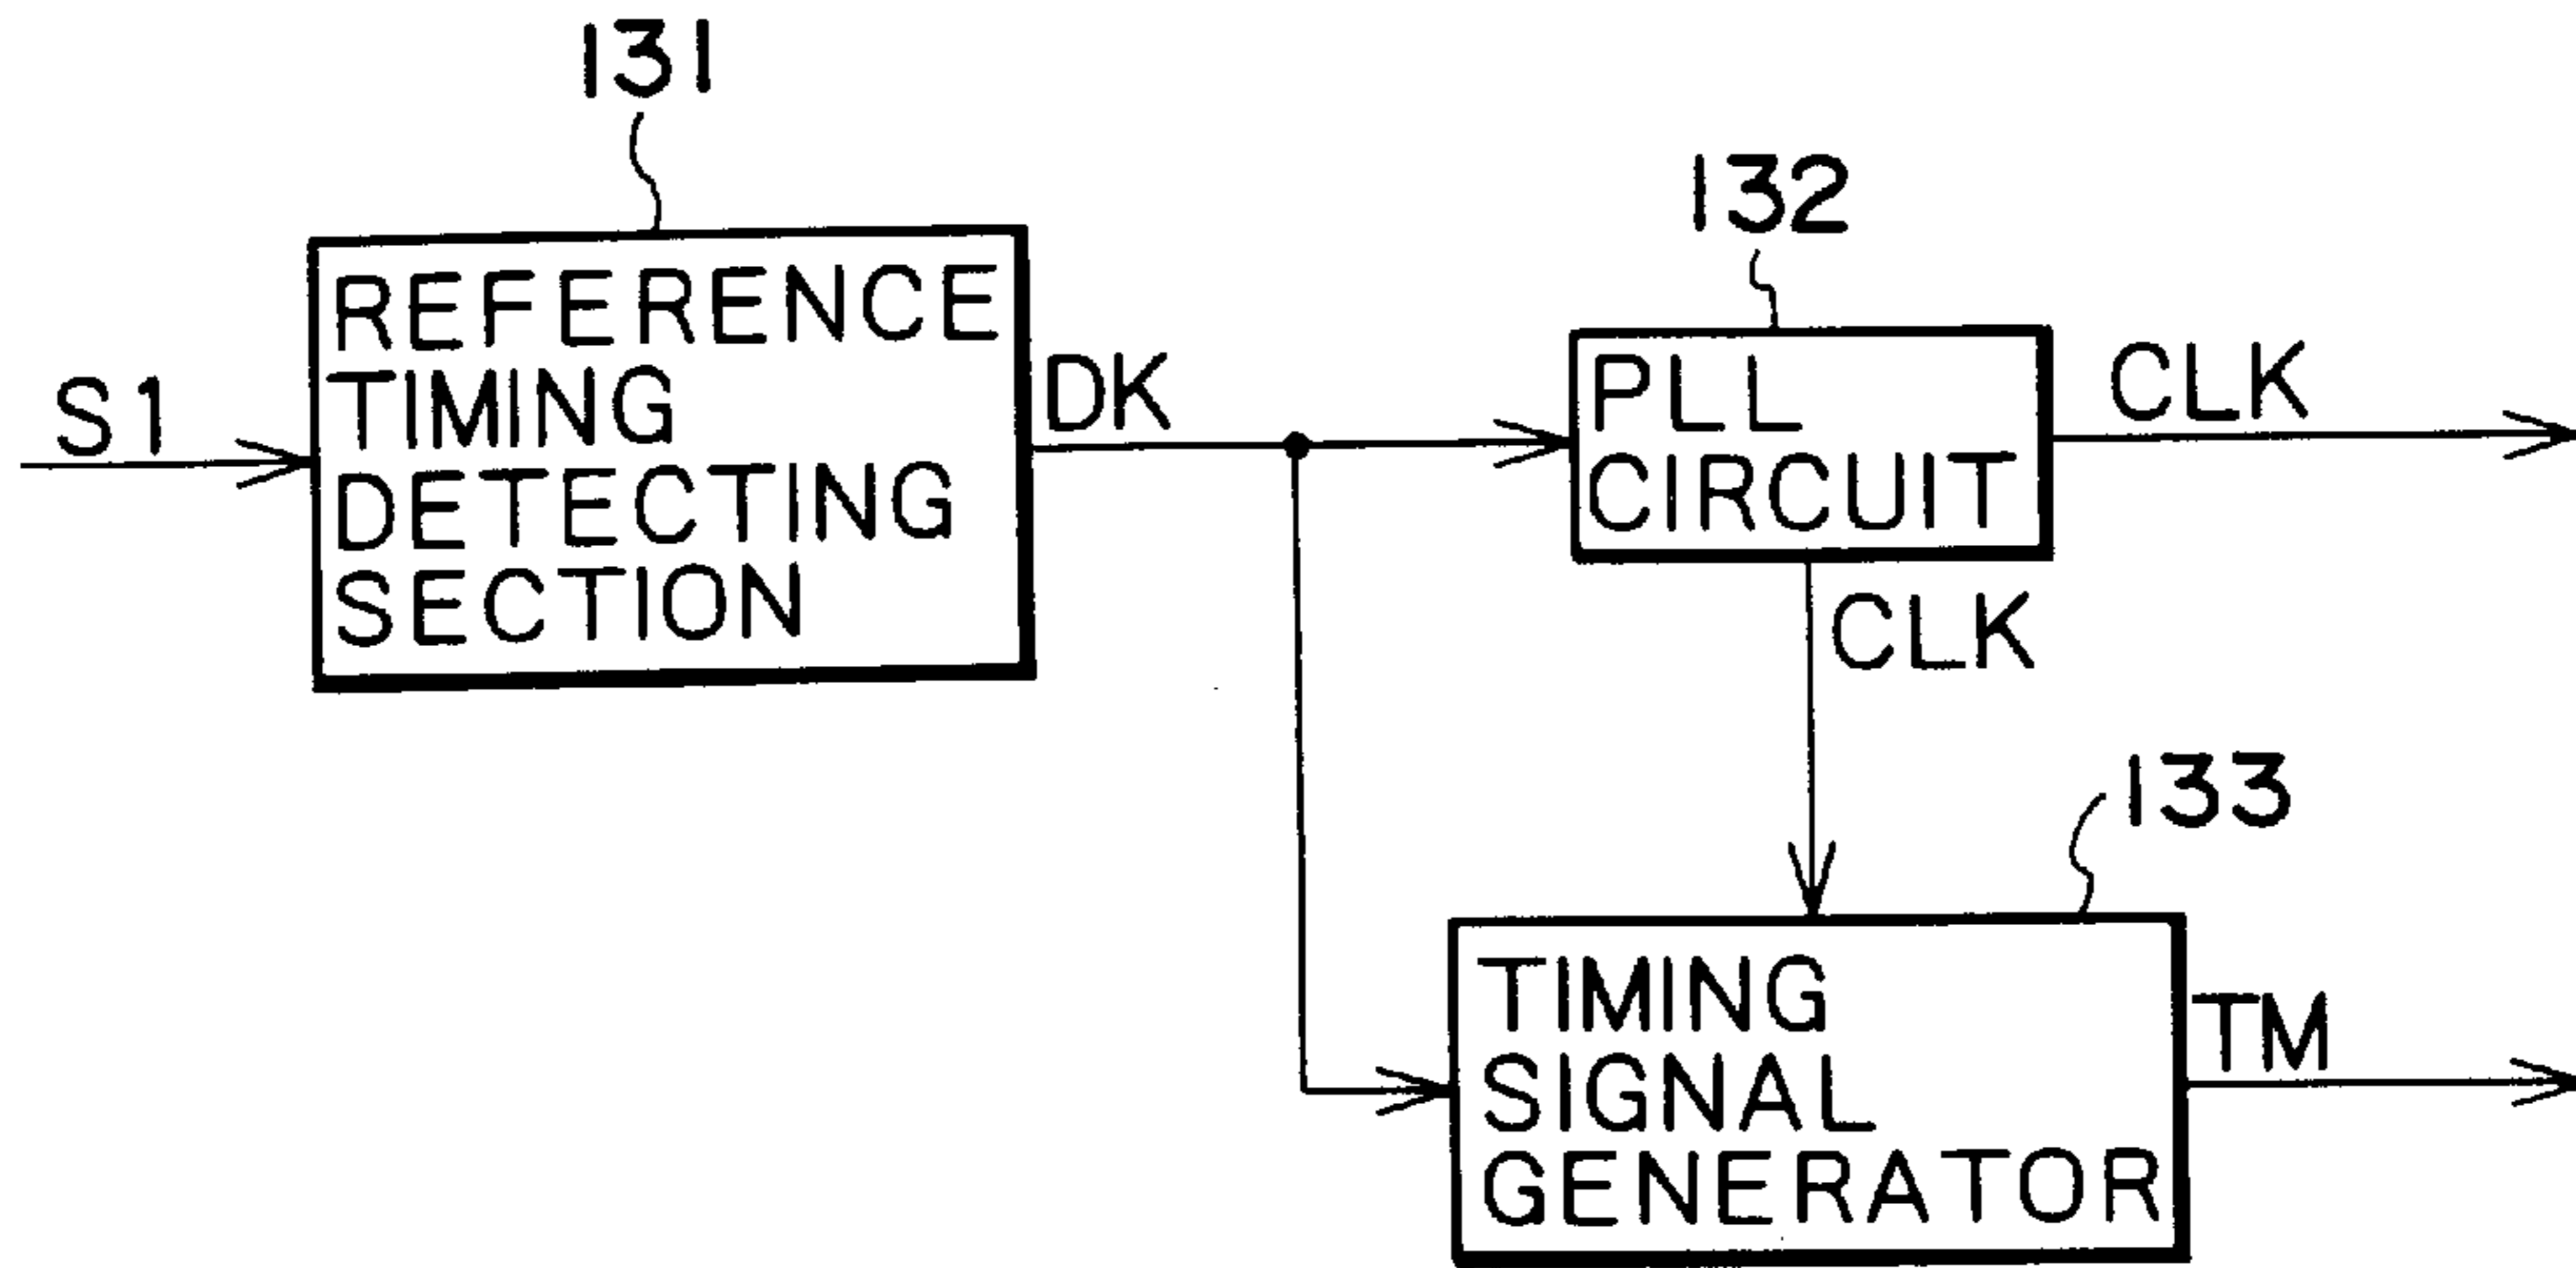 131
132
REFERENCE
TIMING
DETECTING
SECTION
S1
DK
PLL
CIRCUIT
CLK
CLK
133
TIMING
SIGNAL
GENERATOR
TM